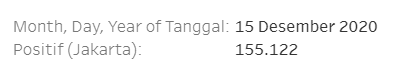 Month, Day, Year of Tanggal: 15 Desember 2020
Positif (Jakarta): 155.122